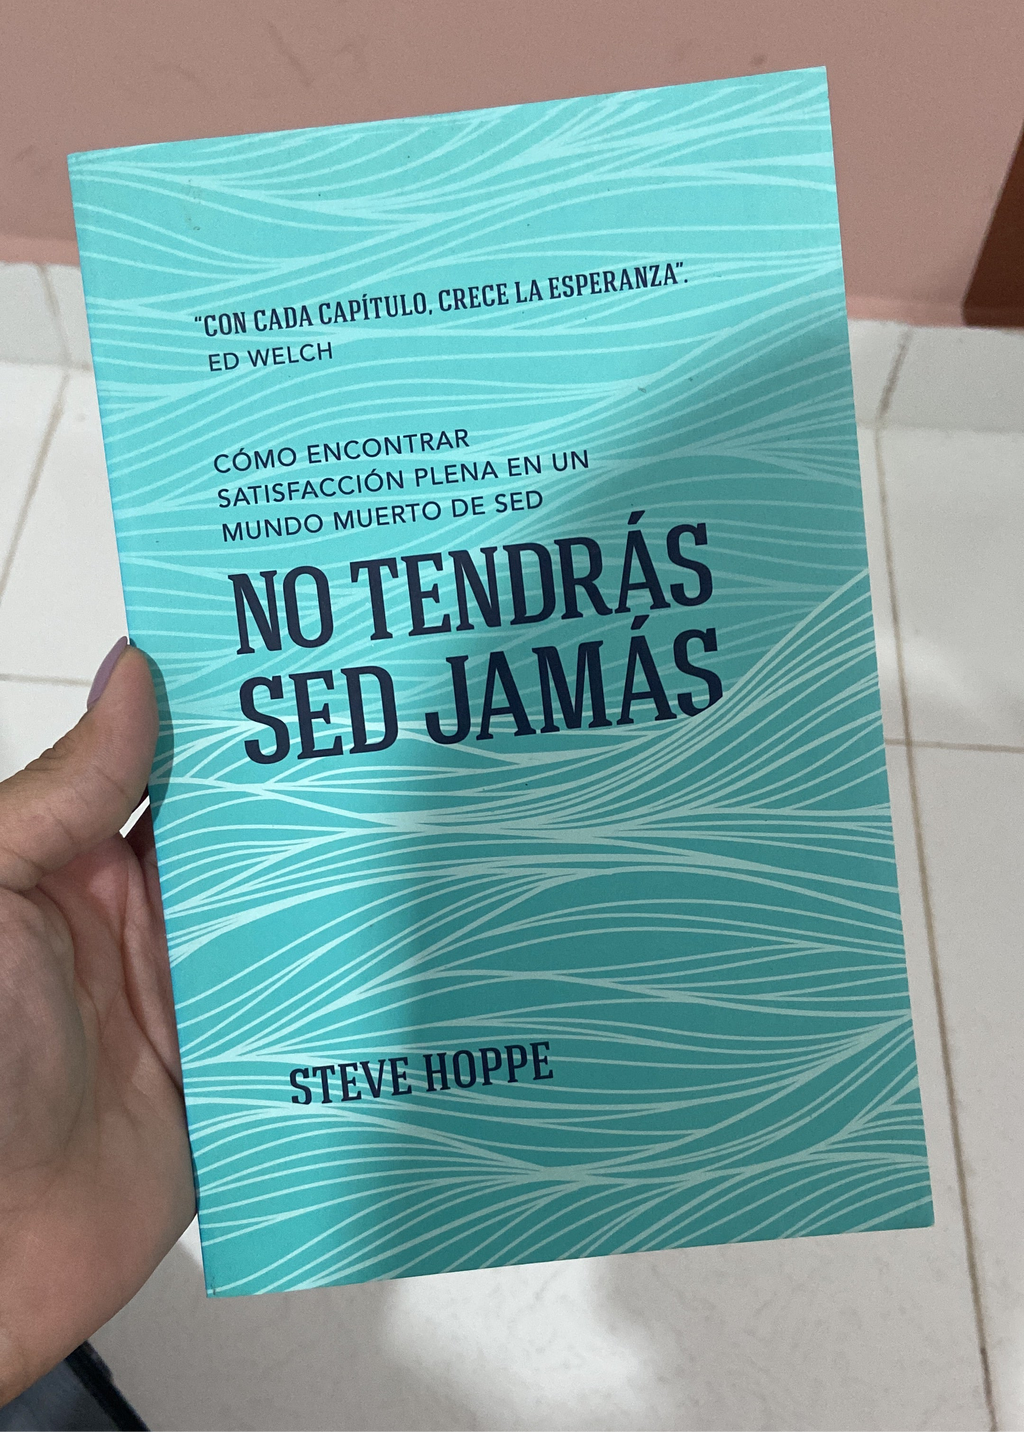 “CON CADA CAPÍTULO, CRECE LA ESPERANZA”.
ED WELCH
CÓMO ENCONTRAR
SATISFACCIÓN PLENA EN UN
MUNDO MUERTO DE SED
NO TENDRÁS
SED JAMÁS
STEVE HOPPE